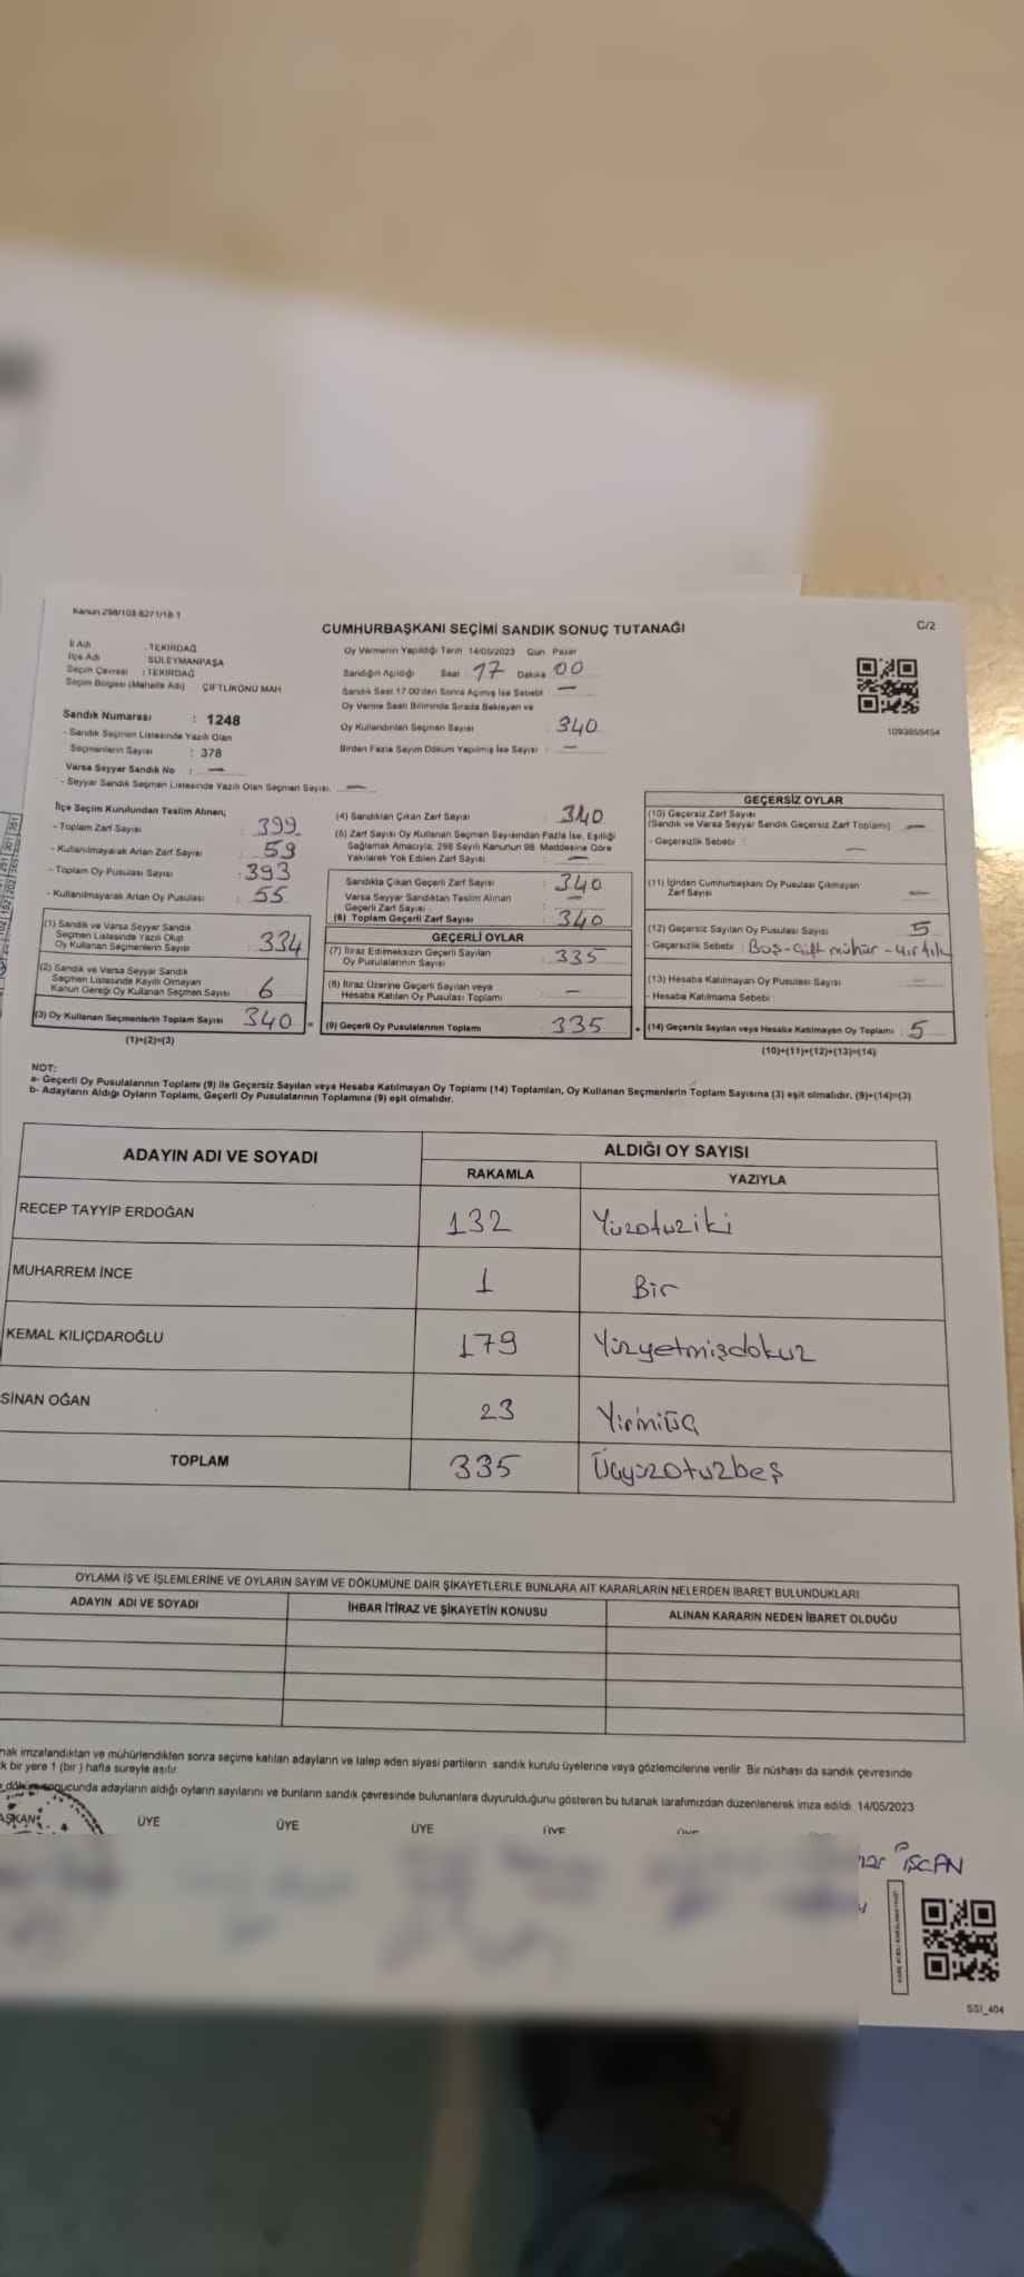 Kanun 298/103-6271/18-1
CUMHURBAŞKANI SEÇİMİ SANDIK SONUÇ TUTANAĞI
C/2
İl Adı : TEKİRDAĞ
İlçe Adı : SÜLEYMANPAŞA
Seçim Çevresi : TEKİRDAĞ
Seçim Bölgesi (Mahalle Adı) ÇİFTLİKÖNÜ MAH
Sandık Numarası : 1248
- Sandık Seçmen Listesinde Yazılı Olan
Seçmenlerin Sayısı : 378
Varsa Seyyar Sandık No : —
- Seyyar Sandık Seçmen Listesinde Yazılı Olan Seçmen Sayısı. —
Oy Vermenin Yapıldığı Tarih 14/05/2023 Gün Pazar
Sandığın Açıldığı Saat 17 Dakika 00
Sandık Saat 17.00'den Sonra Açılmış İse Sebebi —
Oy Verme Saati Bitiminde Sırada Bekleyen ve
Oy Kullandırılan Seçmen Sayısı : 340
Birden Fazla Sayım Döküm Yapılmış İse Sayısı : —
1093855454
İlçe Seçim Kurulundan Teslim Alınan;
- Toplam Zarf Sayısı : 399
- Kullanılmayarak Artan Zarf Sayısı : 59
- Toplam Oy Pusulası Sayısı : 393
- Kullanılmayarak Artan Oy Pusulası : 55
(1) Sandık ve Varsa Seyyar Sandık
Seçmen Listesinde Yazılı Olup
Oy Kullanan Seçmenlerin Sayısı 334
(2) Sandık ve Varsa Seyyar Sandık
Seçmen Listesinde Kayıtlı Olmayan
Kanun Gereği Oy Kullanan Seçmen Sayısı 6
(3) Oy Kullanan Seçmenlerin Toplam Sayısı 340 =
(1)+(2)=(3)
(4) Sandıktan Çıkan Zarf Sayısı : 340
(5) Zarf Sayısı Oy Kullanan Seçmen Sayısından Fazla İse, Eşitliği
Sağlamak Amacıyla, 298 Sayılı Kanunun 98. Maddesine Göre
Yakılarak Yok Edilen Zarf Sayısı : —
Sandıkta Çıkan Geçerli Zarf Sayısı : 340
Varsa Seyyar Sandıktan Teslim Alınan
Geçerli Zarf Sayısı : —
(6) Toplam Geçerli Zarf Sayısı : 340
GEÇERLİ OYLAR
(7) İtiraz Edilmeksizin Geçerli Sayılan
Oy Pusulalarının Sayısı : 335
(8) İtiraz Üzerine Geçerli Sayılan veya
Hesaba Katılan Oy Pusulası Toplamı : —
(9) Geçerli Oy Pusulalarının Toplamı 335 +
GEÇERSİZ OYLAR
(10) Geçersiz Zarf Sayısı
(Sandık ve Varsa Seyyar Sandık Geçersiz Zarf Toplamı) —
- Geçersizlik Sebebi : —
(11) İçinden Cumhurbaşkanı Oy Pusulası Çıkmayan
Zarf Sayısı —
(12) Geçersiz Sayılan Oy Pusulası Sayısı 5
- Geçersizlik Sebebi : Boş-Çift mühür - yırtık
(13) Hesaba Katılmayan Oy Pusulası Sayısı —
- Hesaba Katılmama Sebebi
(14) Geçersiz Sayılan veya Hesaba Katılmayan Oy Toplamı : 5
(10)+(11)+(12)+(13)=(14)
NOT:
a- Geçerli Oy Pusulalarının Toplamı (9) ile Geçersiz Sayılan veya Hesaba Katılmayan Oy Toplamı (14) Toplamları, Oy Kullanan Seçmenlerin Toplam Sayısına (3) eşit olmalıdır. (9)+(14)=(3)
b- Adayların Aldığı Oyların Toplamı, Geçerli Oy Pusulalarının Toplamına (9) eşit olmalıdır.
ADAYIN ADI VE SOYADI
ALDIĞI OY SAYISI
RAKAMLA YAZIYLA
RECEP TAYYİP ERDOĞAN 132 Yüzotuziki
MUHARREM İNCE 1 Bir
KEMAL KILIÇDAROĞLU 179 Yüzyetmişdokuz
SİNAN OĞAN 23 Yirmiüç
TOPLAM 335 Üçyüzotuzbeş
OYLAMA İŞ VE İŞLEMLERİNE VE OYLARIN SAYIM VE DÖKÜMÜNE DAİR ŞİKAYETLERLE BUNLARA AİT KARARLARIN NELERDEN İBARET BULUNDUKLARI
ADAYIN ADI VE SOYADI İHBAR İTİRAZ VE ŞİKAYETİN KONUSU ALINAN KARARIN NEDEN İBARET OLDUĞU
nak imzalandıktan ve mühürlendikten sonra seçime katılan adayların ve talep eden siyasi partilerin sandık kurulu üyelerine veya gözlemcilerine verilir. Bir nüshası da sandık çevresinde
k bir yere 1 (bir) hafta süreyle asılır.
döküm sonucunda adayların aldığı oyların sayılarını ve bunların sandık çevresinde bulunanlara duyurulduğunu gösteren bu tutanak tarafımızdan düzenlenerek imza edildi. 14/05/2023
AŞKAN ÜYE ÜYE ÜYE ÜYE
İŞCAN
SSI_404